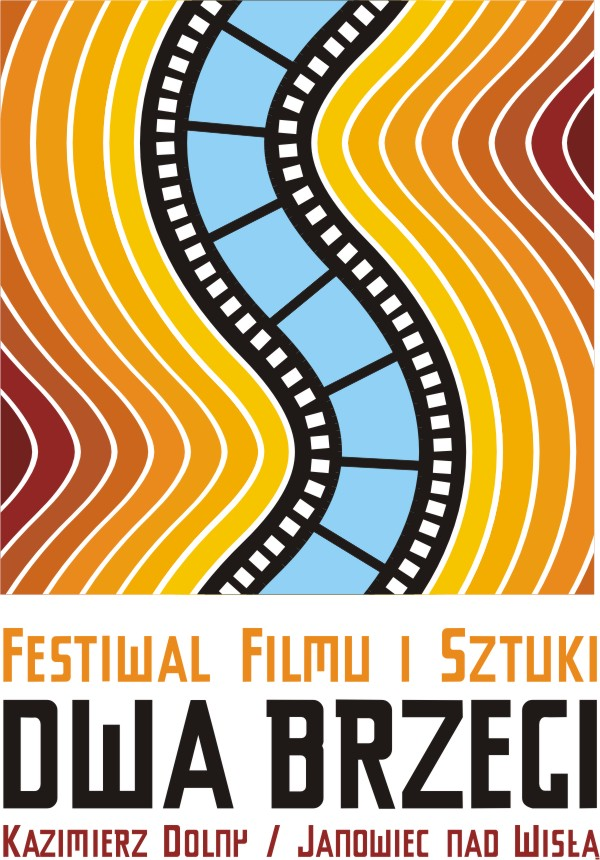 Festiwal Filmu i Sztuki
DWA BRZEGI
Kazimierz Dolny / Janowiec nad Wisłą